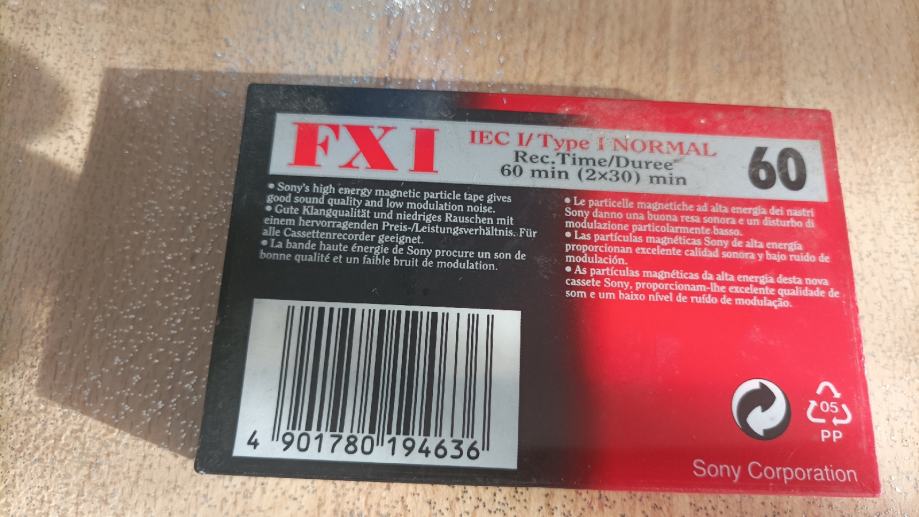 FX I
IEC I/Type I NORMAL
Rec.Time/Duree
60 min (2×30) min
60
● Sony's high energy magnetic particle tape gives
good sound quality and low modulation noise.
● Gute Klangqualität und niedriges Rauschen mit
einem hervorragenden Preis-/Leistungsverhältnis. Für
alle Cassettenrecorder geeignet.
● La bande haute énergie de Sony procure un son de
bonne qualité et un faible bruit de modulation.
● Le particelle magnetiche ad alta energia dei nastri
Sony danno una buona resa sonora e un disturbo di
modulazione particolarmente basso.
● Las partículas magnéticas Sony de alta energía
proporcionan excelente calidad sonora y bajo ruido de
modulación.
● As partículas magnéticas da alta energia desta nova
cassete Sony, proporcionam-lhe excelente qualidade de
som e um baixo nível de ruído de modulação.
4 901780 194636
05
PP
Sony Corporation